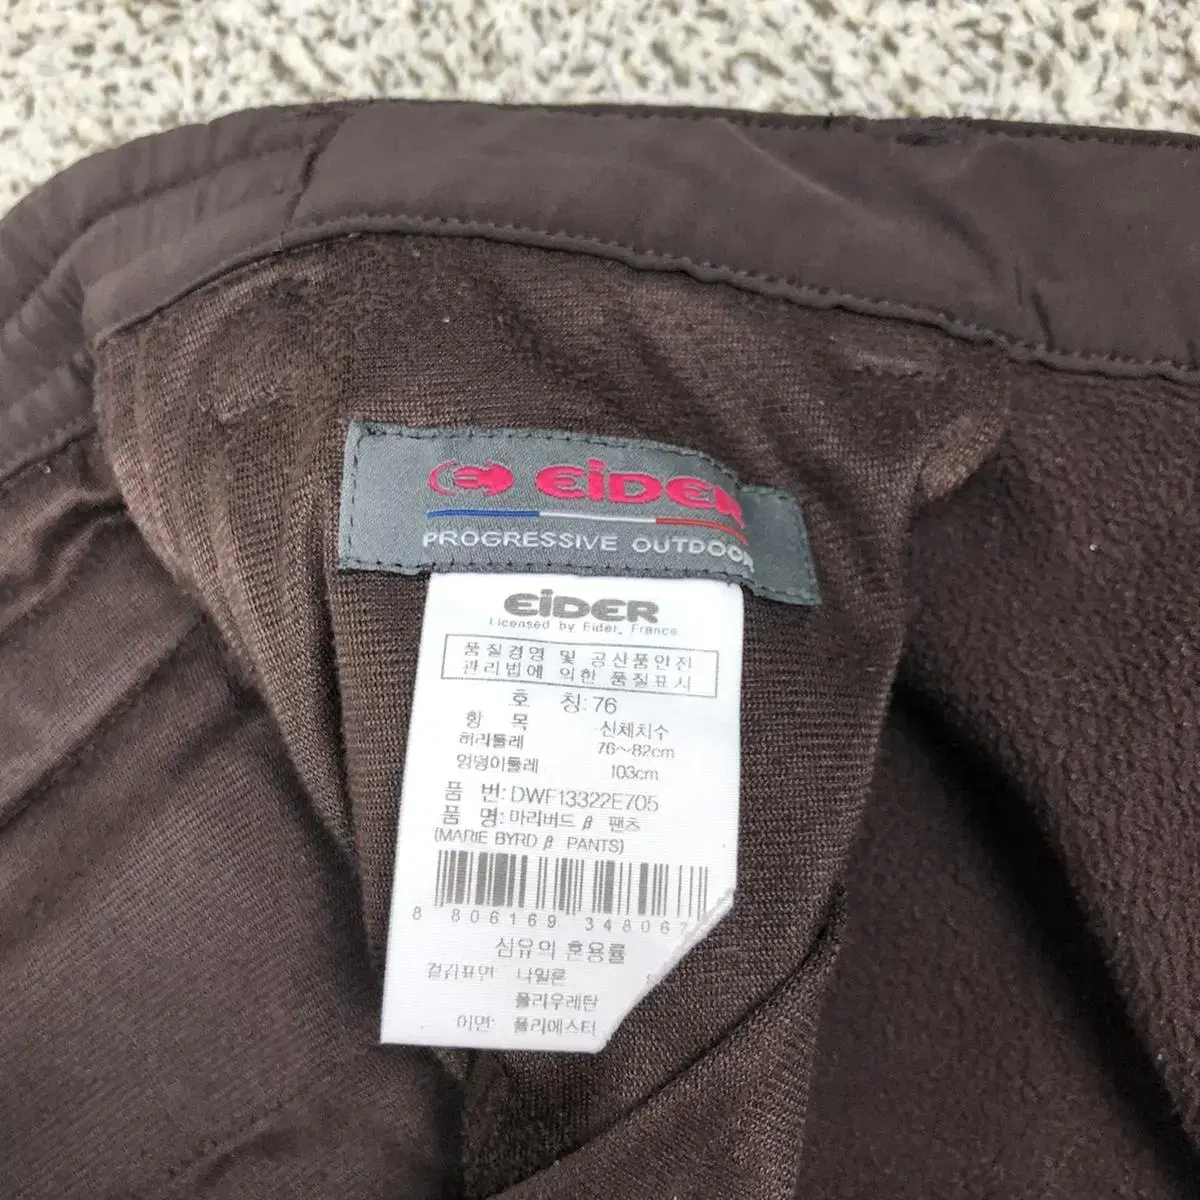 EiDER
PROGRESSIVE OUTDOOR
EiDER
Licensed by Eider, France
품질경영 및 공산품안전
관리법에 의한 품질표시
호 칭: 76
항 목 신체치수
허리둘레 76~82cm
엉덩이둘레 103cm
품 번: DWF13322E705
품 명: 마리버드 β 팬츠
(MARIE BYRD β PANTS)
8 806169 348067
섬유의 혼용률
겉감표면 나일론
폴리우레탄
이면: 폴리에스터